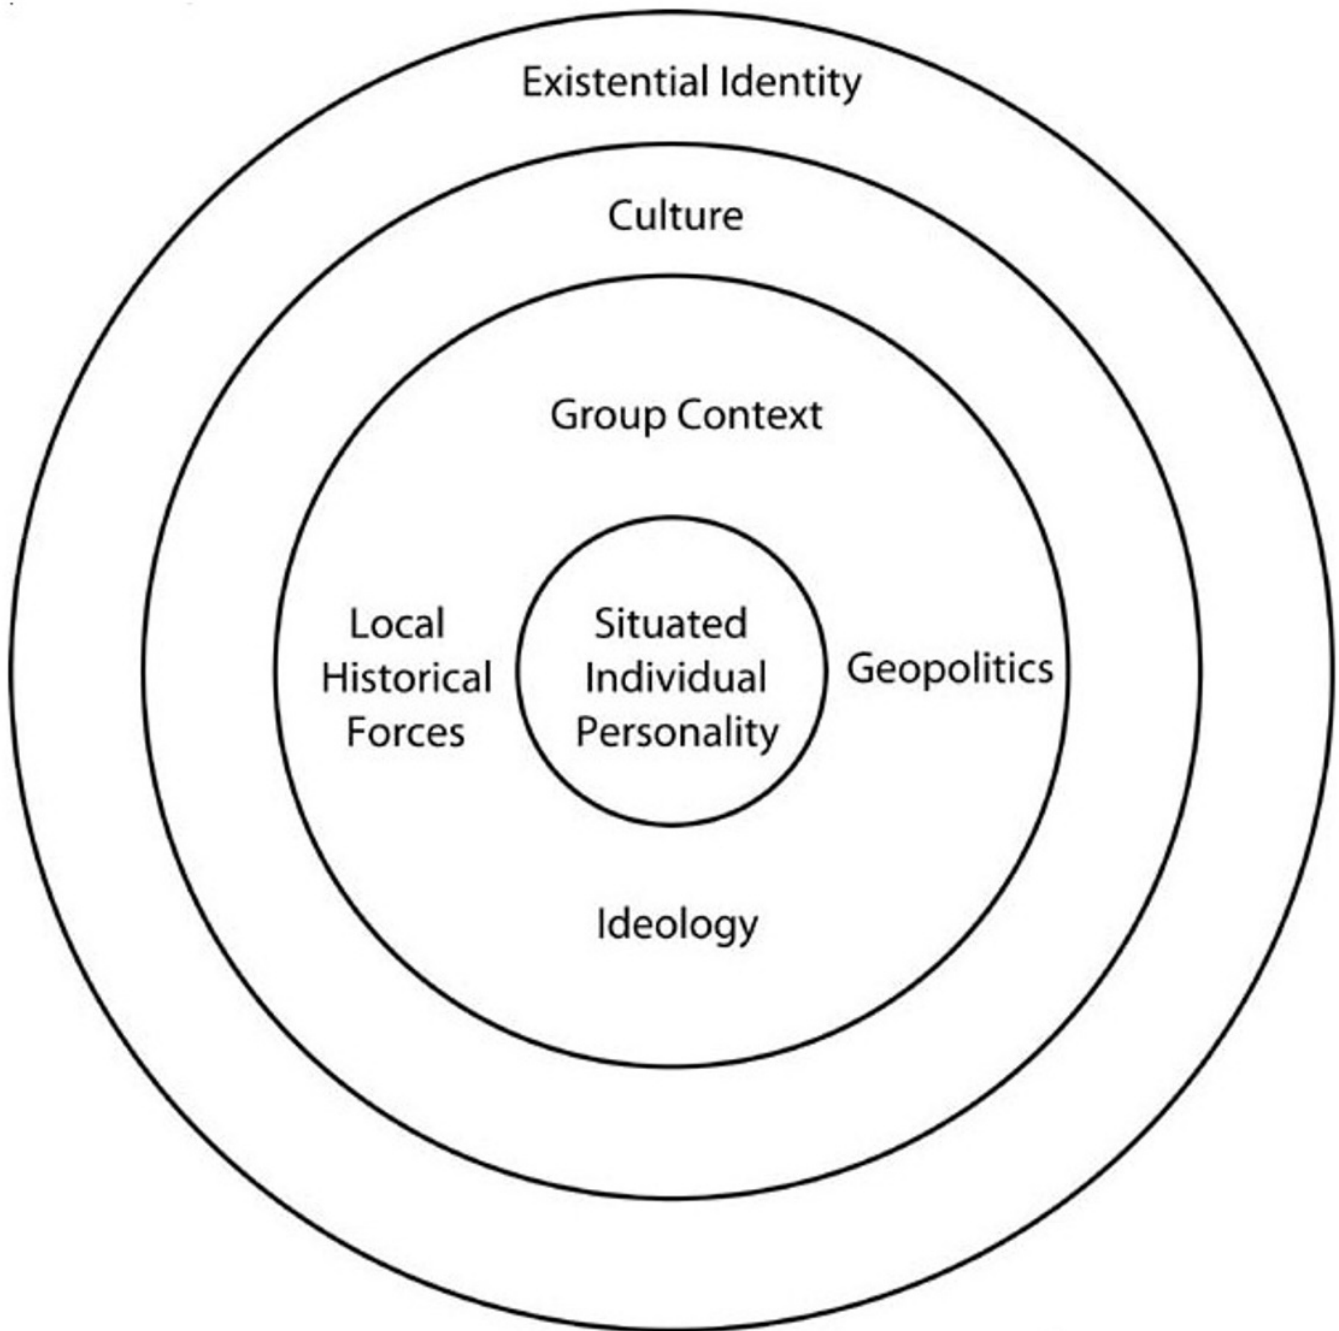 Existential Identity
Culture
Group Context
Local
Historical
Forces
Situated
Individual
Personality
Geopolitics
Ideology